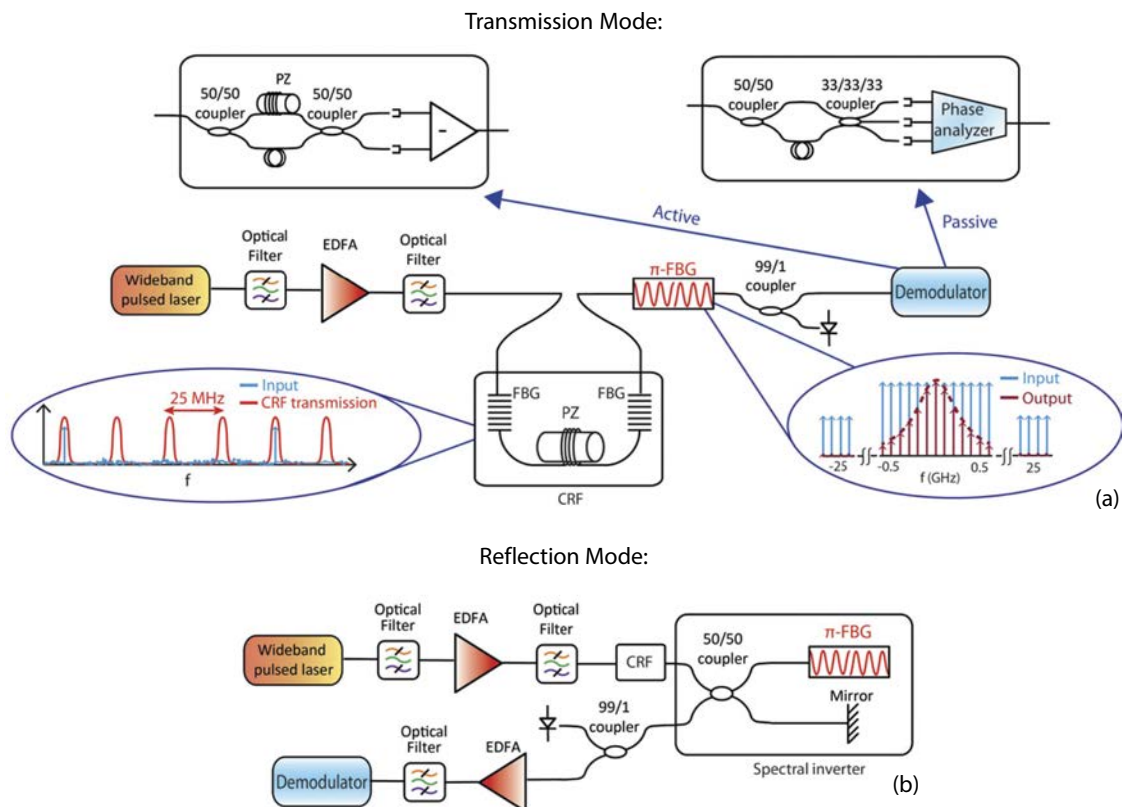 Transmission Mode:
50/50
coupler
PZ
50/50
coupler
-
50/50
coupler
33/33/33
coupler
Phase
analyzer
Active
Passive
Wideband
pulsed laser
Optical
Filter
EDFA
Optical
Filter
π-FBG
99/1
coupler
Demodulator
Input
CRF transmission
25 MHz
f
FBG
PZ
FBG
CRF
Input
Output
-25
-0.5
0.5
25
f (GHz)
(a)
Reflection Mode:
Wideband
pulsed laser
Optical
Filter
EDFA
Optical
Filter
CRF
50/50
coupler
π-FBG
Mirror
99/1
coupler
Demodulator
Optical
Filter
EDFA
Spectral inverter
(b)